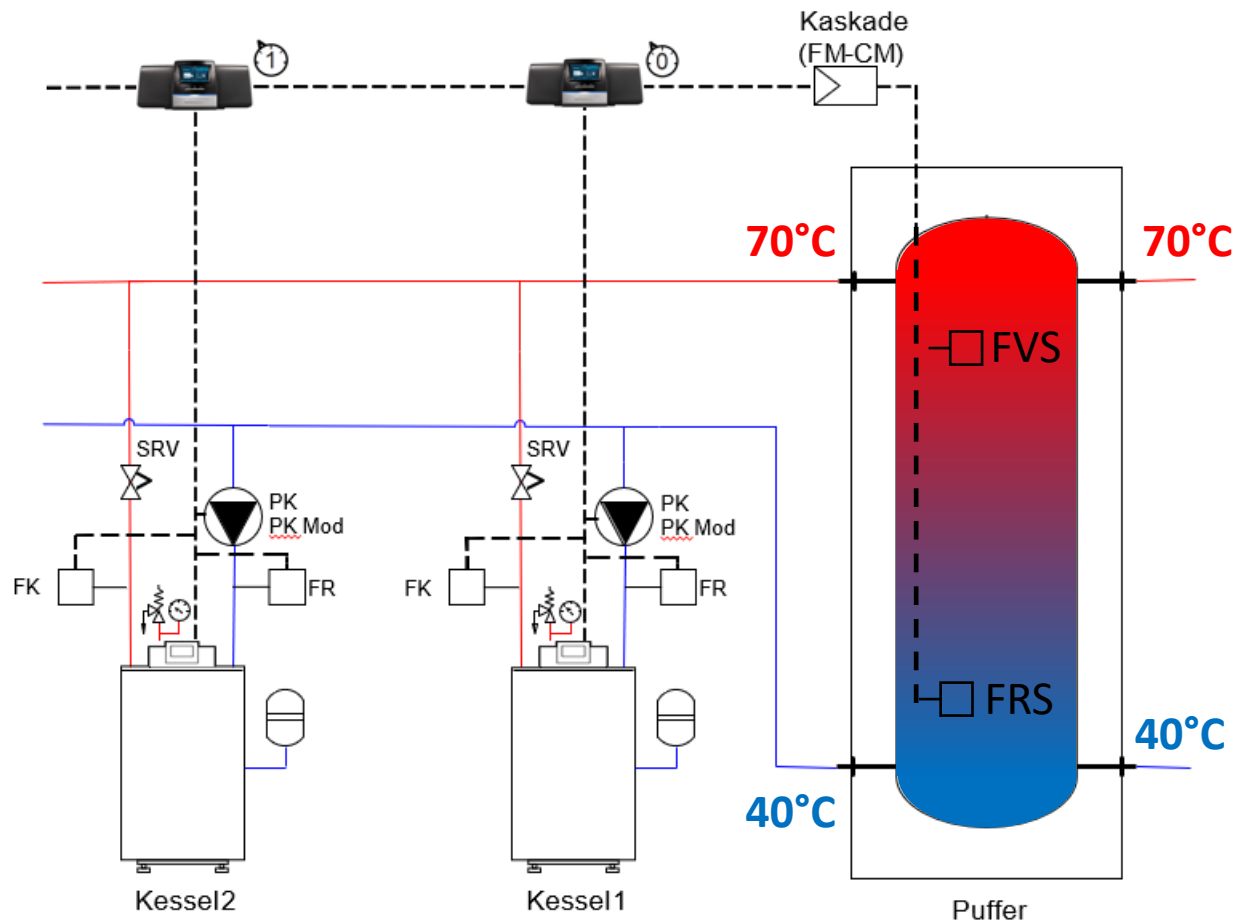 Kaskade
(FM-CM)
1
0
70°C
70°C
FVS
SRV
SRV
PK
PK Mod
PK
PK Mod
FK
FR
FK
FR
FRS
40°C
40°C
Kessel2
Kessel1
Puffer